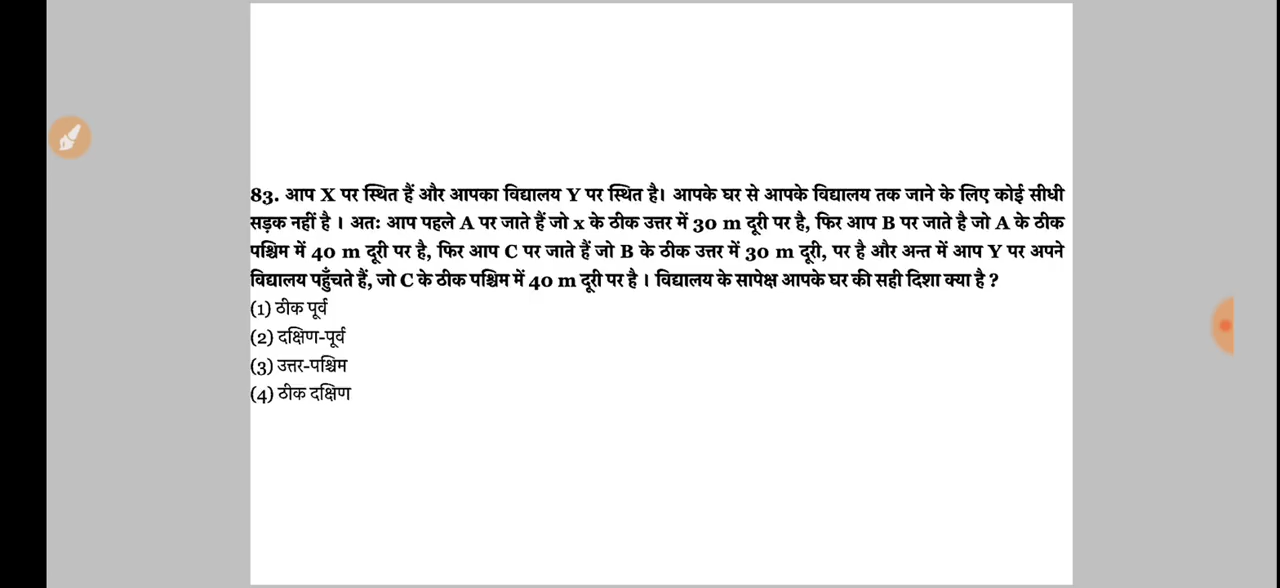 83. आप X पर स्थित हैं और आपका विद्यालय Y पर स्थित है। आपके घर से आपके विद्यालय तक जाने के लिए कोई सीधी
सड़क नहीं है । अतः आप पहले A पर जाते हैं जो x के ठीक उत्तर में 30 m दूरी पर है, फिर आप B पर जाते है जो A के ठीक
पश्चिम में 40 m दूरी पर है, फिर आप C पर जाते हैं जो B के ठीक उत्तर में 30 m दूरी, पर है और अन्त में आप Y पर अपने
विद्यालय पहुँचते हैं, जो C के ठीक पश्चिम में 40 m दूरी पर है । विद्यालय के सापेक्ष आपके घर की सही दिशा क्या है ?
(1) ठीक पूर्व
(2) दक्षिण-पूर्व
(3) उत्तर-पश्चिम
(4) ठीक दक्षिण